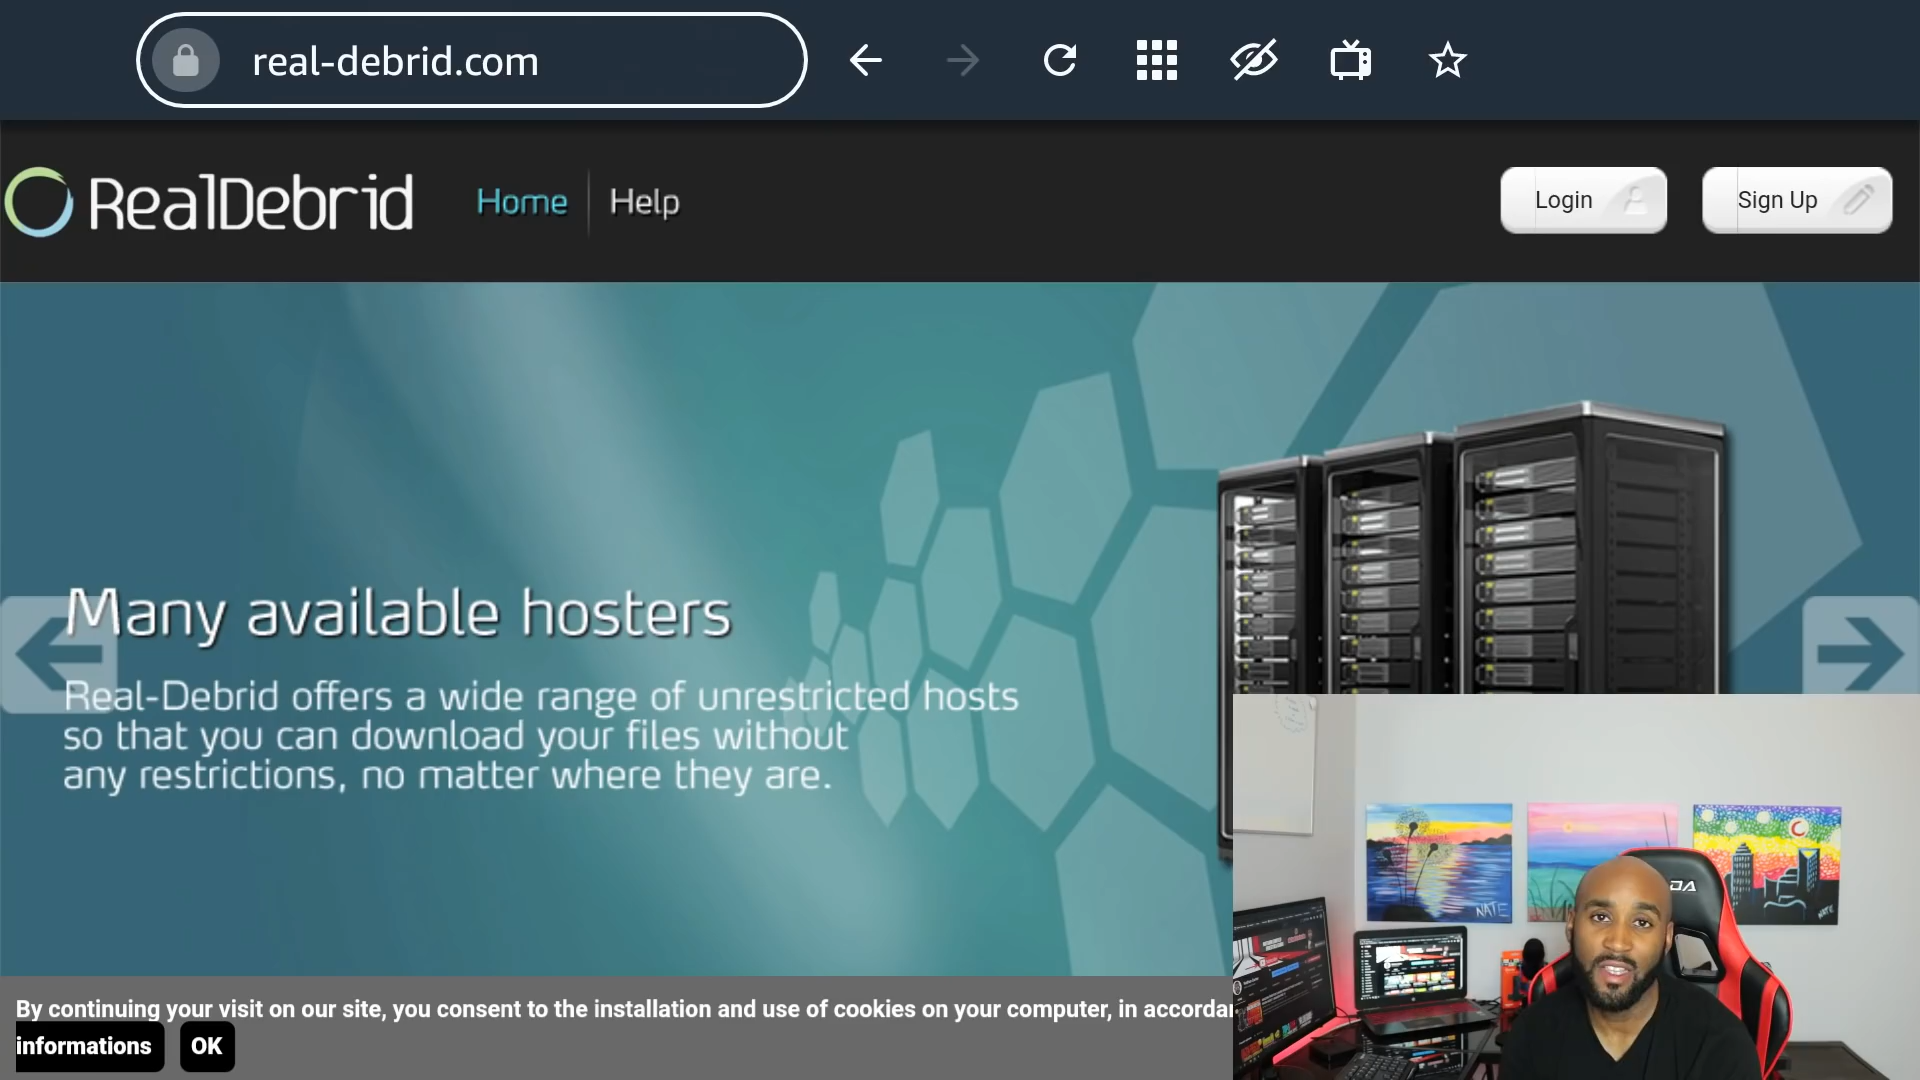 real-debrid.com
RealDebrid
Home
Help
Login
Sign Up
Many available hosters
Real-Debrid offers a wide range of unrestricted hosts
so that you can download your files without
any restrictions, no matter where they are.
By continuing your visit on our site, you consent to the installation and use of cookies on your computer, in
informations
OK
NATE